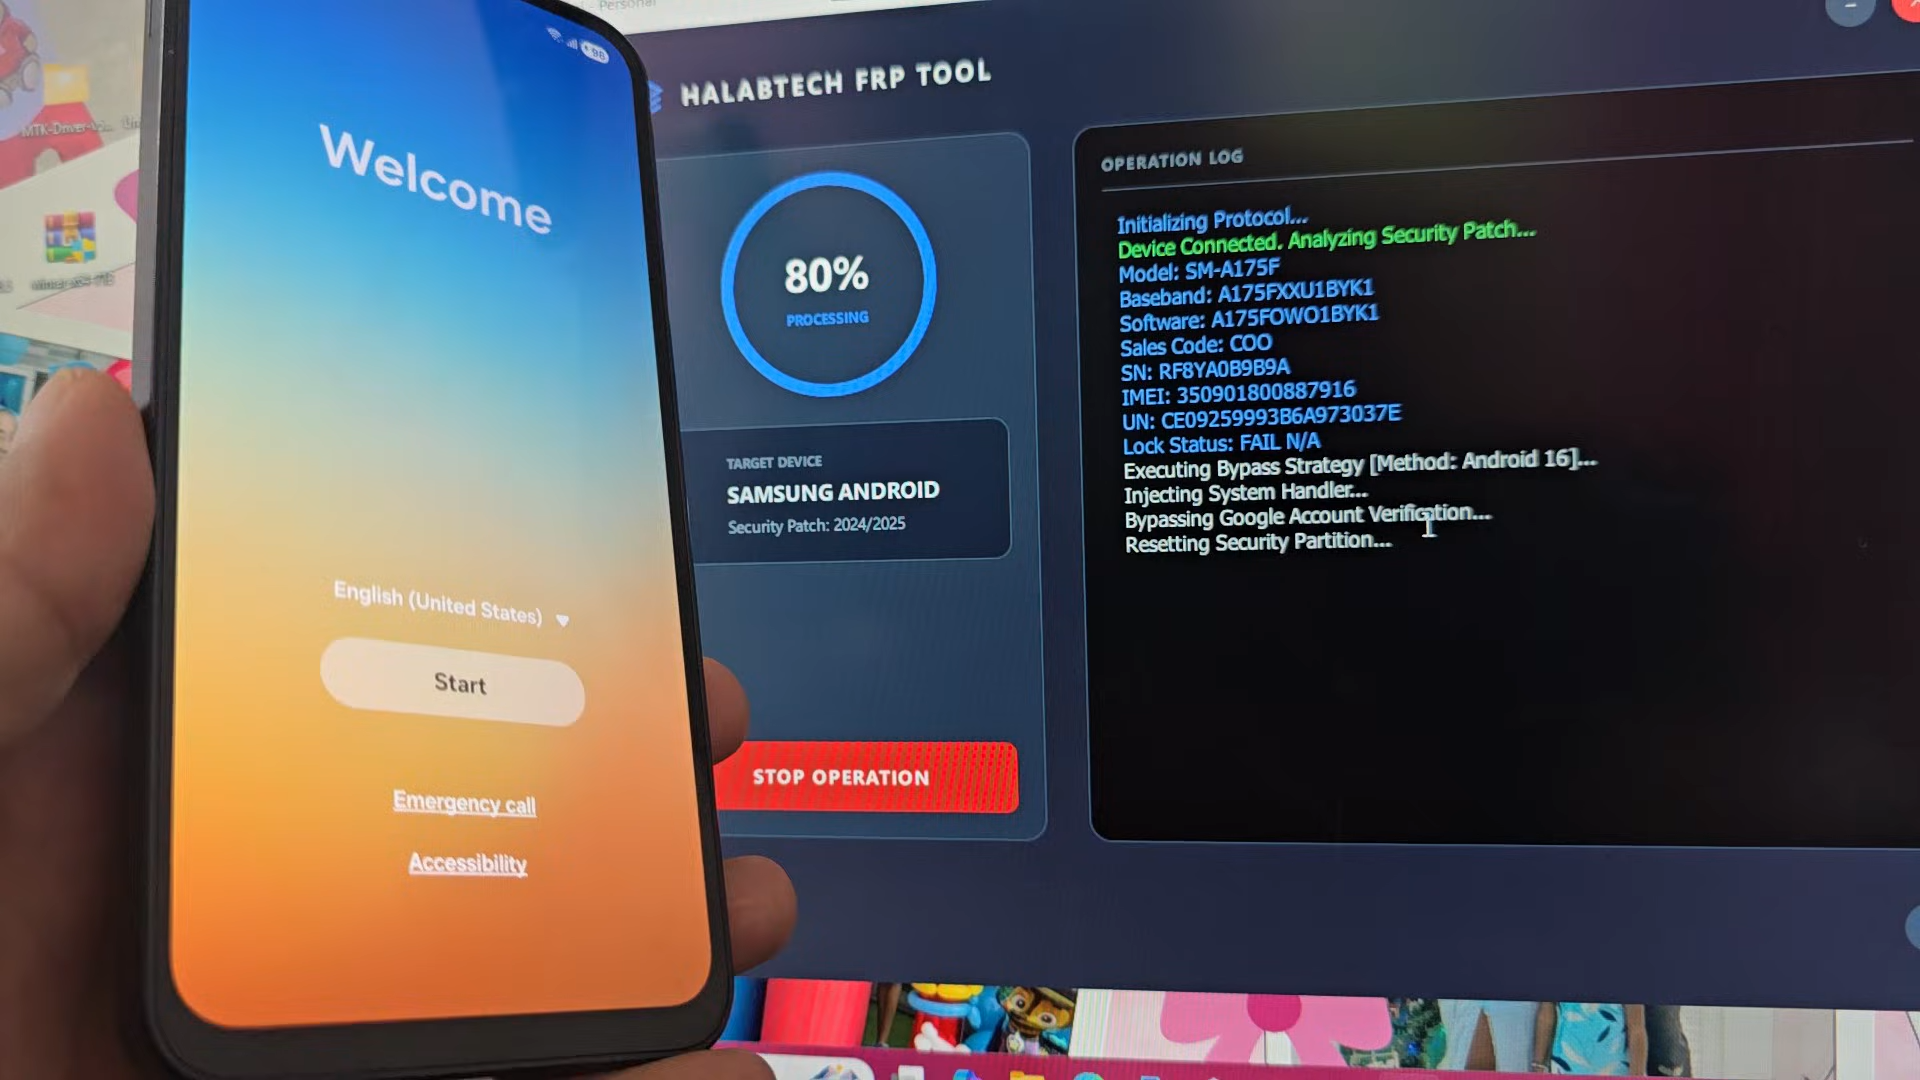 Welcome
English (United States)
Start
Emergency call
Accessibility
- Personal
HALABTECH FRP TOOL
80%
PROCESSING
TARGET DEVICE
SAMSUNG ANDROID
Security Patch: 2024/2025
STOP OPERATION
OPERATION LOG
Initializing Protocol...
Device Connected. Analyzing Security Patch...
Model: SM-A175F
Baseband: A175FXXU1BYK1
Software: A175FOWO1BYK1
Sales Code: COO
SN: RF8YA0B9B9A
IMEI: 350901800887916
UN: CE09259993B6A973037E
Lock Status: FAIL N/A
Executing Bypass Strategy [Method: Android 16]...
Injecting System Handler...
Bypassing Google Account Verification...
Resetting Security Partition...